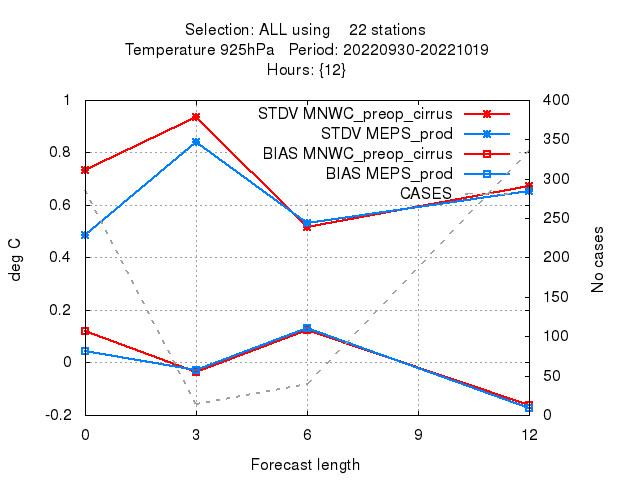 Selection: ALL using 22 stations
Temperature 925hPa Period: 20220930-20221019
Hours: {12}
STDV MNWC_preop_cirrus
STDV MEPS_prod
BIAS MNWC_preop_cirrus
BIAS MEPS_prod
CASES
deg C
1
0.8
0.6
0.4
0.2
0
-0.2
No cases
400
350
300
250
200
150
100
50
0
0 3 6 9 12
Forecast length